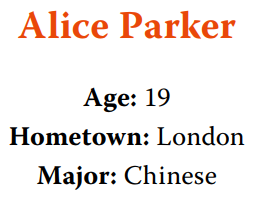 Alice Parker
Age: 19
Hometown: London
Major: Chinese